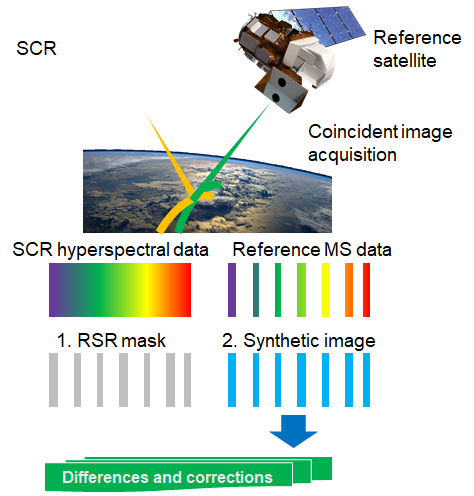 SCR
Reference
satellite
Coincident image
acquisition
SCR hyperspectral data
Reference MS data
1. RSR mask
2. Synthetic image
Differences and corrections